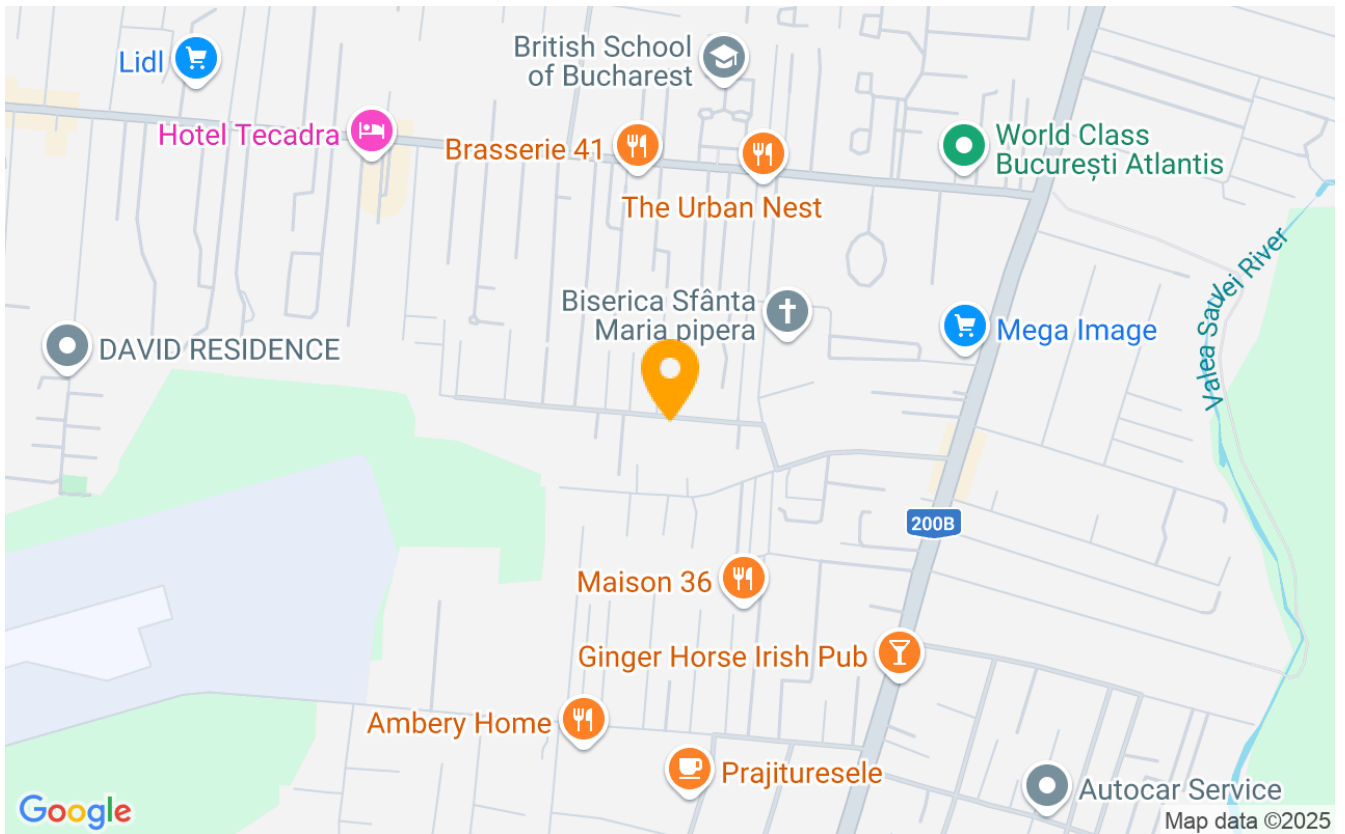 British School
of Bucharest
Lidl
Hotel Tecadra
Brasserie 41
World Class
București Atlantis
The Urban Nest
Valea Saulei River
Biserica Sfânta
Maria pipera
Mega Image
DAVID RESIDENCE
200B
Maison 36
Ginger Horse Irish Pub
Ambery Home
Prajituresele
Autocar Service
Google
Map data ©2025